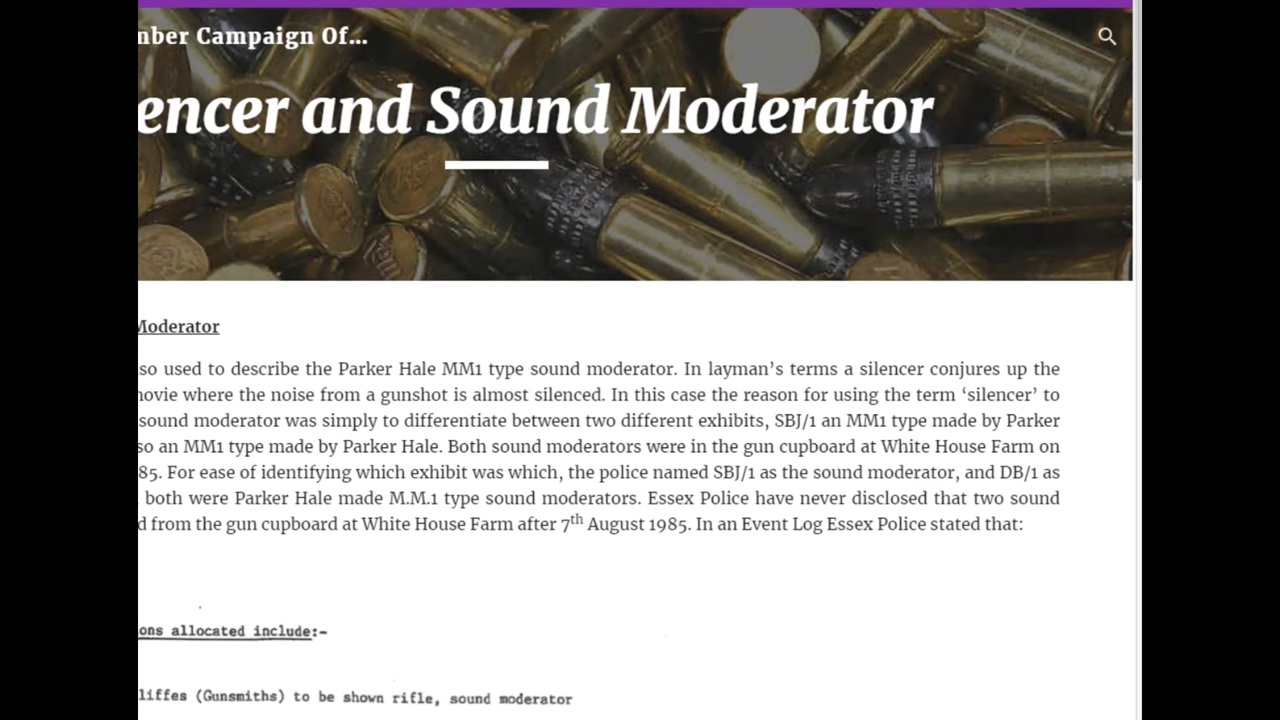 nber Campaign Of...
encer and Sound Moderator
Moderator
so used to describe the Parker Hale MM1 type sound moderator. In layman’s terms a silencer conjures up the
novie where the noise from a gunshot is almost silenced. In this case the reason for using the term ‘silencer’ to
sound moderator was simply to differentiate between two different exhibits, SBJ/1 an MM1 type made by Parker
so an MM1 type made by Parker Hale. Both sound moderators were in the gun cupboard at White House Farm on
85. For ease of identifying which exhibit was which, the police named SBJ/1 as the sound moderator, and DB/1 as
both were Parker Hale made M.M.1 type sound moderators. Essex Police have never disclosed that two sound
d from the gun cupboard at White House Farm after 7th August 1985. In an Event Log Essex Police stated that:
ons allocated include:-
liffes (Gunsmiths) to be shown rifle, sound moderator